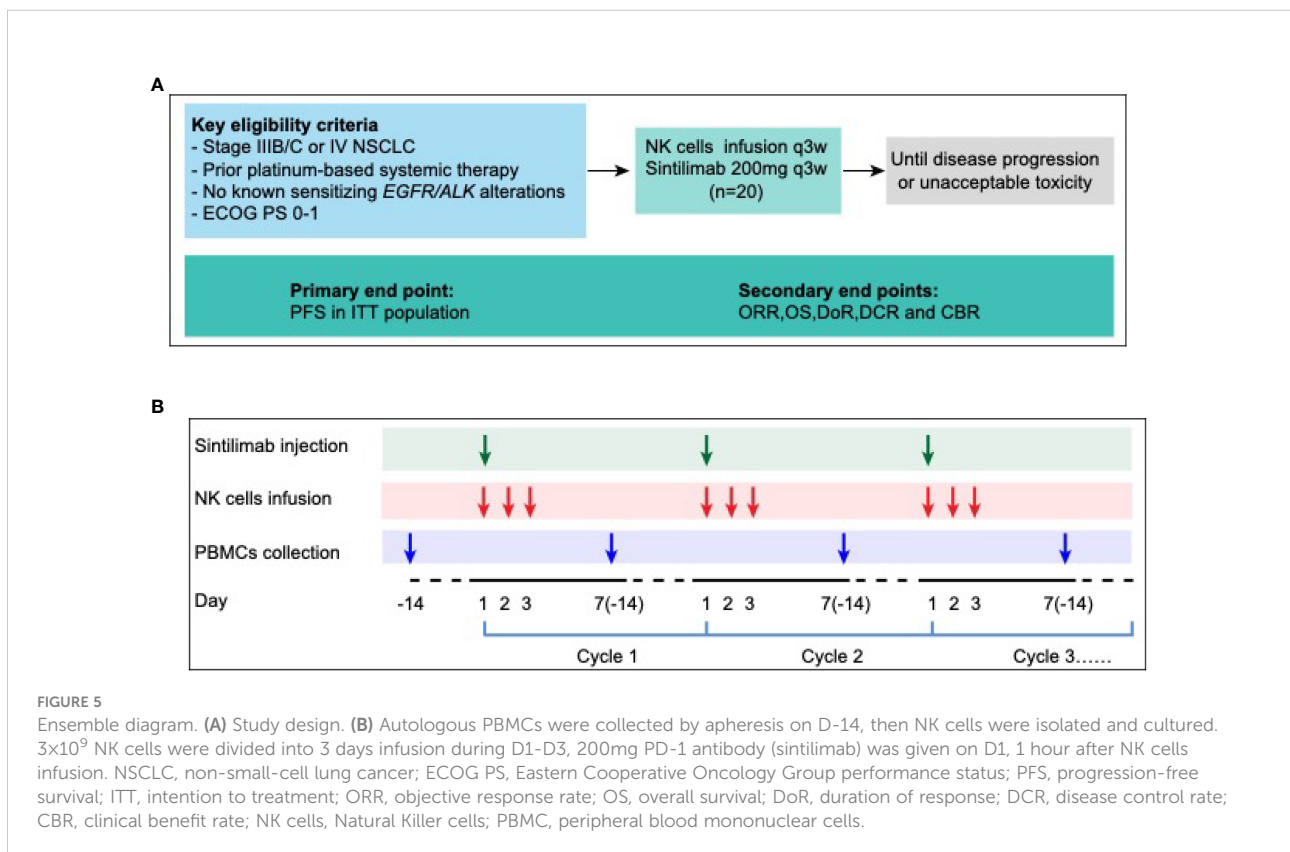 A
Key eligibility criteria
- Stage IIIB/C or IV NSCLC
- Prior platinum-based systemic therapy
- No known sensitizing EGFR/ALK alterations
- ECOG PS 0-1
NK cells infusion q3w
Sintilimab 200mg q3w
(n=20)
Until disease progression
or unacceptable toxicity
Primary end point:
PFS in ITT population
Secondary end points:
ORR,OS,DoR,DCR and CBR
B
Sintilimab injection
NK cells infusion
PBMCs collection
Day -14 1 2 3 7(-14) 1 2 3 7(-14) 1 2 3 7(-14)
Cycle 1 Cycle 2 Cycle 3......
FIGURE 5
Ensemble diagram. (A) Study design. (B) Autologous PBMCs were collected by apheresis on D-14, then NK cells were isolated and cultured.
3×10⁹ NK cells were divided into 3 days infusion during D1-D3, 200mg PD-1 antibody (sintilimab) was given on D1, 1 hour after NK cells
infusion. NSCLC, non-small-cell lung cancer; ECOG PS, Eastern Cooperative Oncology Group performance status; PFS, progression-free
survival; ITT, intention to treatment; ORR, objective response rate; OS, overall survival; DoR, duration of response; DCR, disease control rate;
CBR, clinical benefit rate; NK cells, Natural Killer cells; PBMC, peripheral blood mononuclear cells.